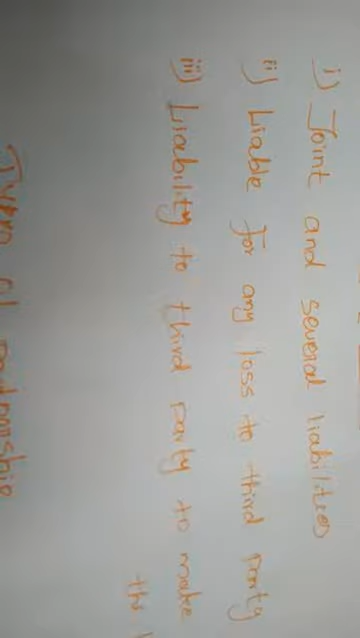 i) Joint and several liabilities
ii) Liable for any loss to third party
iii) Liability to third party to make
the
Types of Partnership